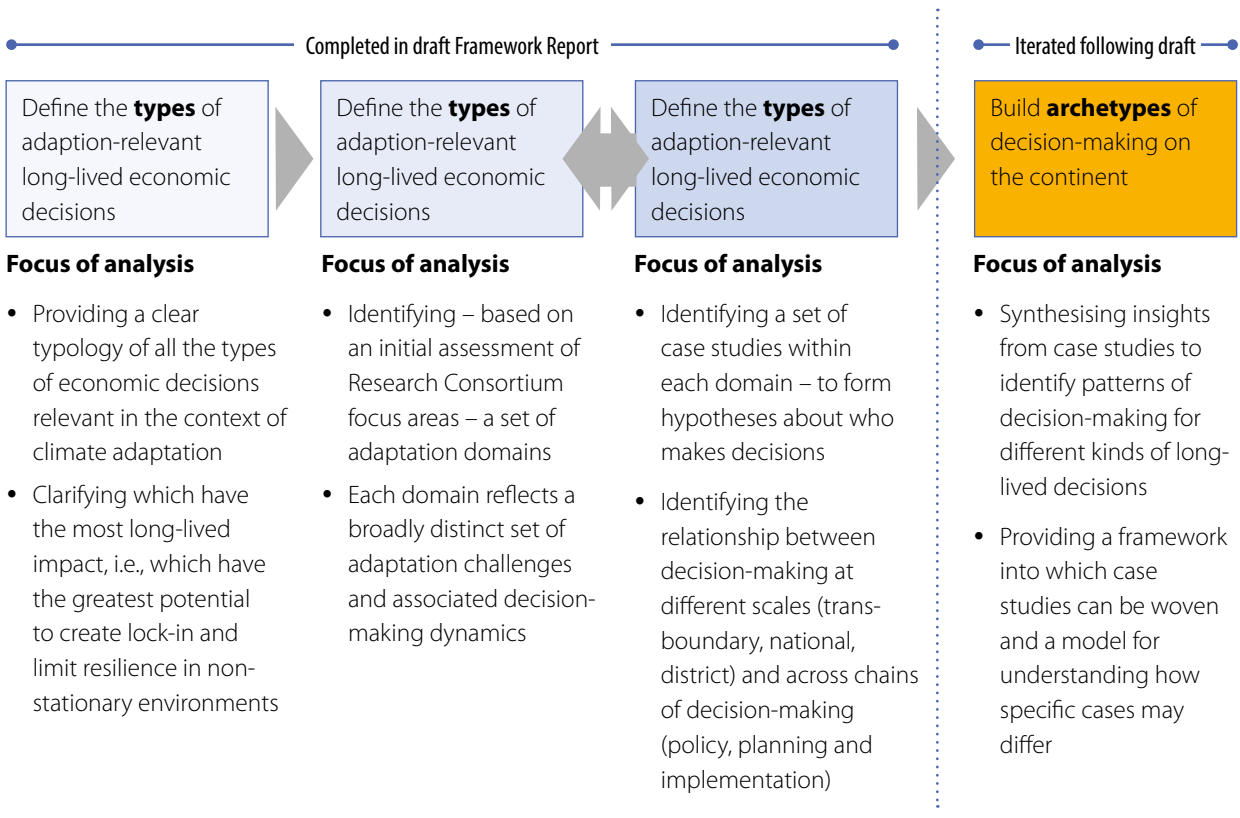 Completed in draft Framework Report
Iterated following draft
Define the types of
adaption-relevant
long-lived economic
decisions
Define the types of
adaption-relevant
long-lived economic
decisions
Define the types of
adaption-relevant
long-lived economic
decisions
Build archetypes of
decision-making on
the continent
Focus of analysis
• Providing a clear
typology of all the types
of economic decisions
relevant in the context of
climate adaptation
• Clarifying which have
the most long-lived
impact, i.e., which have
the greatest potential
to create lock-in and
limit resilience in non-
stationary environments
Focus of analysis
• Identifying – based on
an initial assessment of
Research Consortium
focus areas – a set of
adaptation domains
• Each domain reflects a
broadly distinct set of
adaptation challenges
and associated decision-
making dynamics
Focus of analysis
• Identifying a set of
case studies within
each domain – to form
hypotheses about who
makes decisions
• Identifying the
relationship between
decision-making at
different scales (trans-
boundary, national,
district) and across chains
of decision-making
(policy, planning and
implementation)
Focus of analysis
• Synthesising insights
from case studies to
identify patterns of
decision-making for
different kinds of long-
lived decisions
• Providing a framework
into which case
studies can be woven
and a model for
understanding how
specific cases may
differ